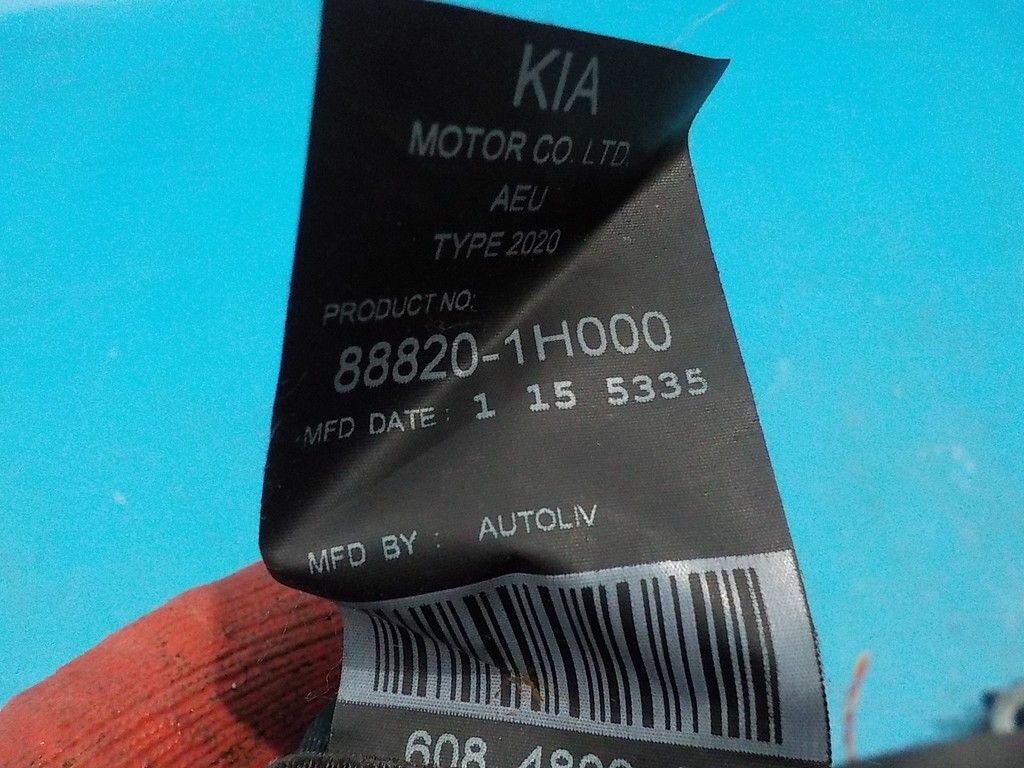 KIA
MOTOR CO. LTD.
AEU
TYPE 2020
PRODUCT NO:
88820-1H000
MFD DATE : 1 15 5335
MFD BY : AUTOLIV
608